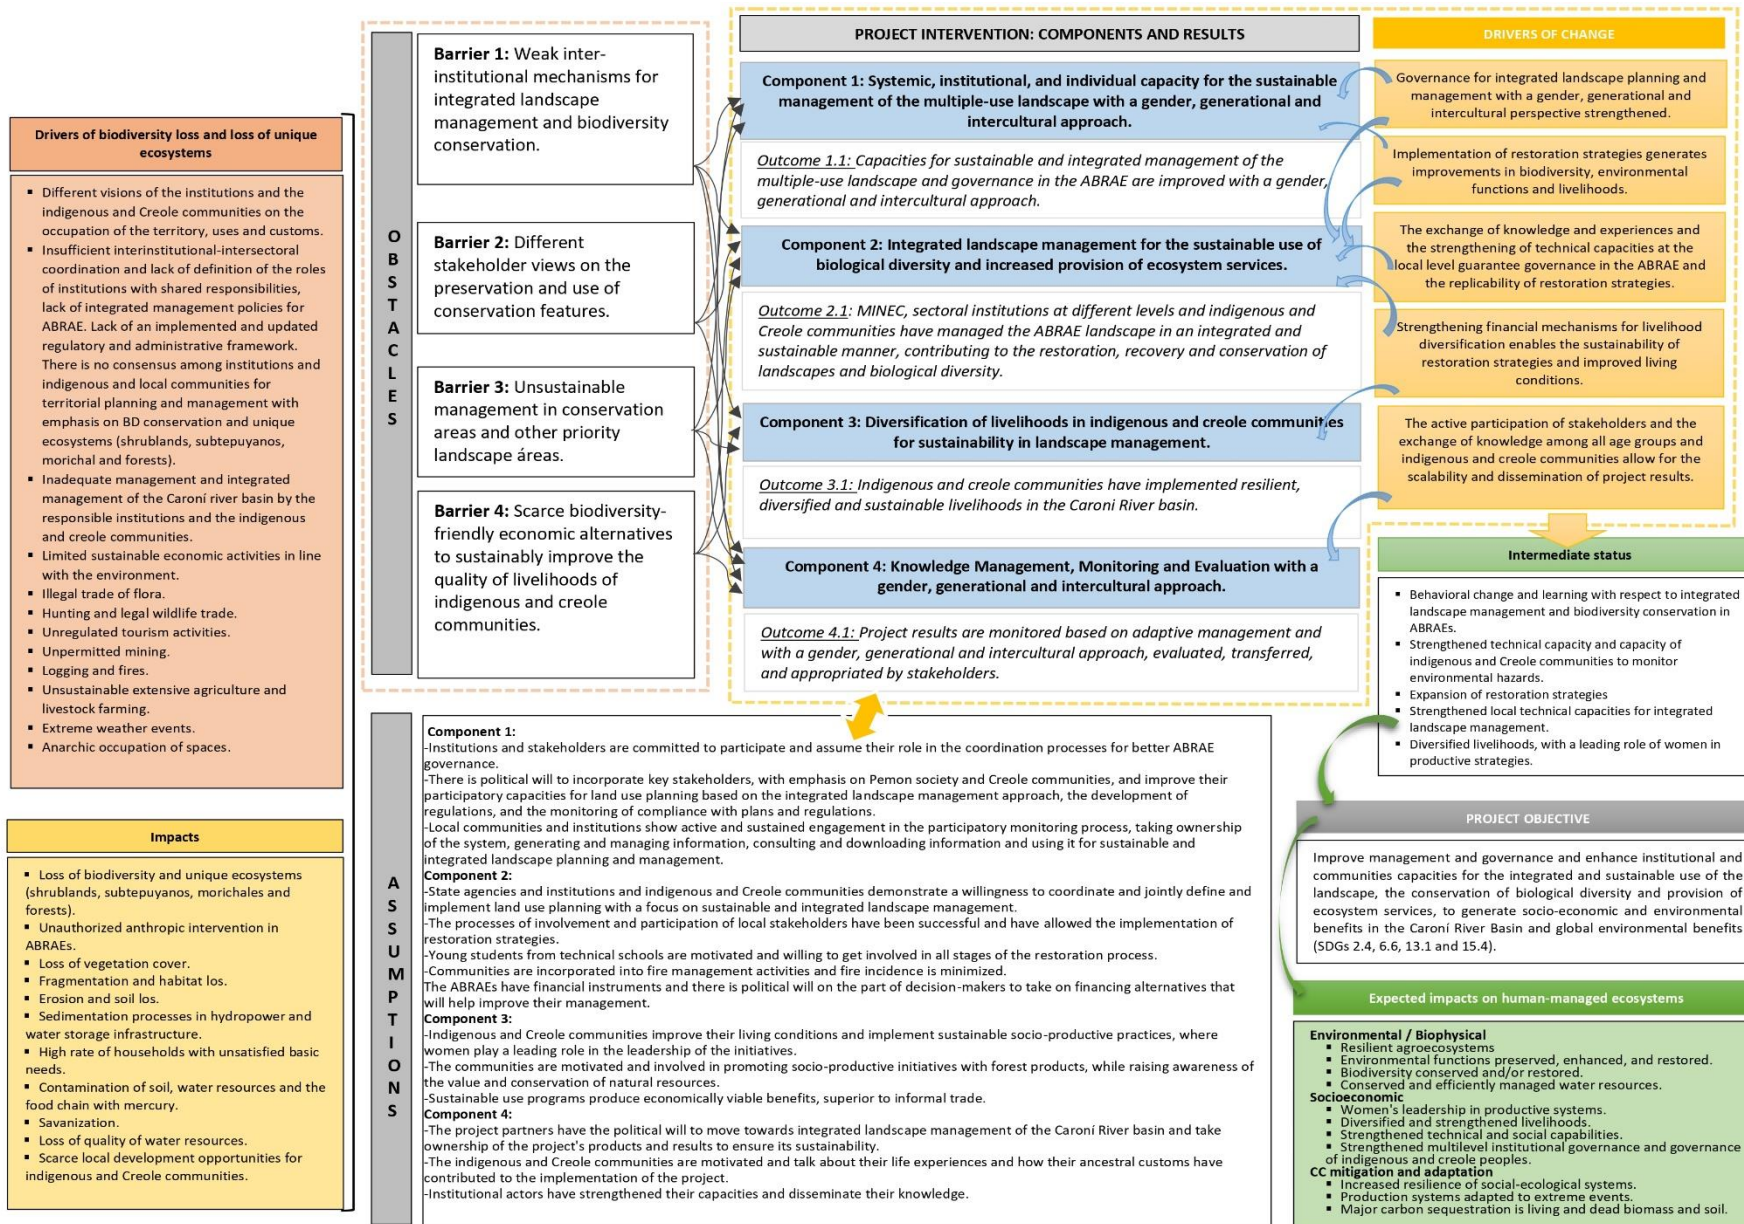 Drivers of biodiversity loss and loss of unique
ecosystems
▪ Different visions of the institutions and the
indigenous and Creole communities on the
occupation of the territory, uses and customs.
▪ Insufficient interinstitutional-intersectoral
coordination and lack of definition of the roles
of institutions with shared responsibilities,
lack of integrated management policies for
ABRAE. Lack of an implemented and updated
regulatory and administrative framework.
There is no consensus among institutions and
indigenous and local communities for
territorial planning and management with
emphasis on BD conservation and unique
ecosystems (shrublands, subtepuyanos,
morichal and forests).
▪ Inadequate management and integrated
management of the Caroní river basin by the
responsible institutions and the indigenous
and creole communities.
▪ Limited sustainable economic activities in line
with the environment.
▪ Illegal trade of flora.
▪ Hunting and legal wildlife trade.
▪ Unregulated tourism activities.
▪ Unpermitted mining.
▪ Logging and fires.
▪ Unsustainable extensive agriculture and
livestock farming.
▪ Extreme weather events.
▪ Anarchic occupation of spaces.
Impacts
▪ Loss of biodiversity and unique ecosystems
(shrublands, subtepuyanos, morichales and
forests).
▪ Unauthorized anthropic intervention in
ABRAEs.
▪ Loss of vegetation cover.
▪ Fragmentation and habitat los.
▪ Erosion and soil los.
▪ Sedimentation processes in hydropower and
water storage infrastructure.
▪ High rate of households with unsatisfied basic
needs.
▪ Contamination of soil, water resources and the
food chain with mercury.
▪ Savanization.
▪ Loss of quality of water resources.
▪ Scarce local development opportunities for
indigenous and Creole communities.
OBSTACLES
Barrier 1: Weak inter-
institutional mechanisms for
integrated landscape
management and biodiversity
conservation.
Barrier 2: Different
stakeholder views on the
preservation and use of
conservation features.
Barrier 3: Unsustainable
management in conservation
areas and other priority
landscape áreas.
Barrier 4: Scarce biodiversity-
friendly economic alternatives
to sustainably improve the
quality of livelihoods of
indigenous and creole
communities.
PROJECT INTERVENTION: COMPONENTS AND RESULTS
Component 1: Systemic, institutional, and individual capacity for the sustainable
management of the multiple-use landscape with a gender, generational and
intercultural approach.
Outcome 1.1: Capacities for sustainable and integrated management of the
multiple-use landscape and governance in the ABRAE are improved with a gender,
generational and intercultural approach.
Component 2: Integrated landscape management for the sustainable use of
biological diversity and increased provision of ecosystem services.
Outcome 2.1: MINEC, sectoral institutions at different levels and indigenous and
Creole communities have managed the ABRAE landscape in an integrated and
sustainable manner, contributing to the restoration, recovery and conservation of
landscapes and biological diversity.
Component 3: Diversification of livelihoods in indigenous and creole communities
for sustainability in landscape management.
Outcome 3.1: Indigenous and creole communities have implemented resilient,
diversified and sustainable livelihoods in the Caroni River basin.
Component 4: Knowledge Management, Monitoring and Evaluation with a
gender, generational and intercultural approach.
Outcome 4.1: Project results are monitored based on adaptive management and
with a gender, generational and intercultural approach, evaluated, transferred,
and appropriated by stakeholders.
DRIVERS OF CHANGE
Governance for integrated landscape planning and
management with a gender, generational and
intercultural perspective strengthened.
Implementation of restoration strategies generates
improvements in biodiversity, environmental
functions and livelihoods.
The exchange of knowledge and experiences and
the strengthening of technical capacities at the
local level guarantee governance in the ABRAE and
the replicability of restoration strategies.
Strengthening financial mechanisms for livelihood
diversification enables the sustainability of
restoration strategies and improved living
conditions.
The active participation of stakeholders and the
exchange of knowledge among all age groups and
indigenous and creole communities allow for the
scalability and dissemination of project results.
Intermediate status
▪ Behavioral change and learning with respect to integrated
landscape management and biodiversity conservation in
ABRAEs.
▪ Strengthened technical capacity and capacity of
indigenous and Creole communities to monitor
environmental hazards.
▪ Expansion of restoration strategies
▪ Strengthened local technical capacities for integrated
landscape management.
▪ Diversified livelihoods, with a leading role of women in
productive strategies.
PROJECT OBJECTIVE
Improve management and governance and enhance institutional and
communities capacities for the integrated and sustainable use of the
landscape, the conservation of biological diversity and provision of
ecosystem services, to generate socio-economic and environmental
benefits in the Caroní River Basin and global environmental benefits
(SDGs 2.4, 6.6, 13.1 and 15.4).
Expected impacts on human-managed ecosystems
Environmental / Biophysical
▪ Resilient agroecosystems
▪ Environmental functions preserved, enhanced, and restored.
▪ Biodiversity conserved and/or restored.
▪ Conserved and efficiently managed water resources.
Socioeconomic
▪ Women's leadership in productive systems.
▪ Diversified and strengthened livelihoods.
▪ Strengthened technical and social capabilities.
▪ Strengthened multilevel institutional governance and governance
of indigenous and creole peoples.
CC mitigation and adaptation
▪ Increased resilience of social-ecological systems.
▪ Production systems adapted to extreme events.
▪ Major carbon sequestration is living and dead biomass and soil.
ASSUMPTIONS
Component 1:
-Institutions and stakeholders are committed to participate and assume their role in the coordination processes for better ABRAE
governance.
-There is political will to incorporate key stakeholders, with emphasis on Pemon society and Creole communities, and improve their
participatory capacities for land use planning based on the integrated landscape management approach, the development of
regulations, and the monitoring of compliance with plans and regulations.
-Local communities and institutions show active and sustained engagement in the participatory monitoring process, taking ownership
of the system, generating and managing information, consulting and downloading information and using it for sustainable and
integrated landscape planning and management.
Component 2:
-State agencies and institutions and indigenous and Creole communities demonstrate a willingness to coordinate and jointly define and
implement land use planning with a focus on sustainable and integrated landscape management.
-The processes of involvement and participation of local stakeholders have been successful and have allowed the implementation of
restoration strategies.
-Young students from technical schools are motivated and willing to get involved in all stages of the restoration process.
-Communities are incorporated into fire management activities and fire incidence is minimized.
The ABRAEs have financial instruments and there is political will on the part of decision-makers to take on financing alternatives that
will help improve their management.
Component 3:
-Indigenous and Creole communities improve their living conditions and implement sustainable socio-productive practices, where
women play a leading role in the leadership of the initiatives.
-The communities are motivated and involved in promoting socio-productive initiatives with forest products, while raising awareness of
the value and conservation of natural resources.
-Sustainable use programs produce economically viable benefits, superior to informal trade.
Component 4:
-The project partners have the political will to move towards integrated landscape management of the Caroní River basin and take
ownership of the project's products and results to ensure its sustainability.
-The indigenous and Creole communities are motivated and talk about their life experiences and how their ancestral customs have
contributed to the implementation of the project.
-Institutional actors have strengthened their capacities and disseminate their knowledge.